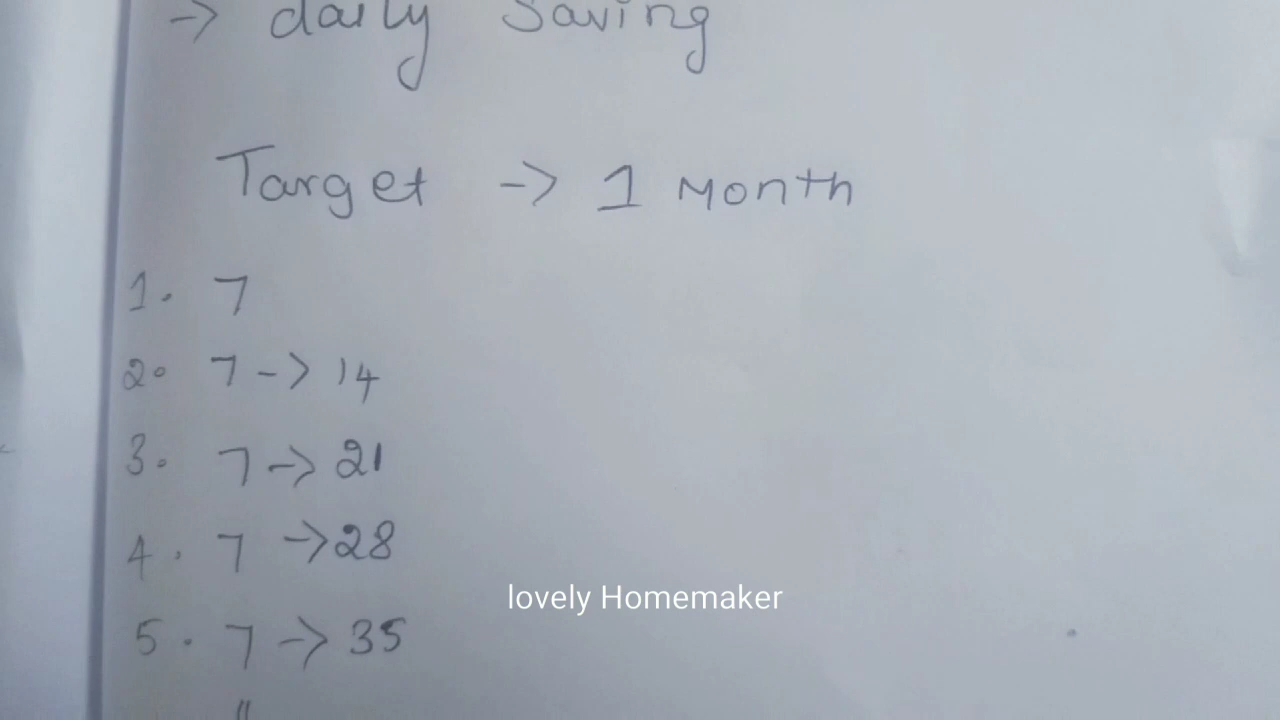 -> daily Saving
Target -> 1 Month
1. 7
2. 7 -> 14
3. 7 -> 21
4. 7 -> 28
lovely Homemaker
5. 7 -> 35
"